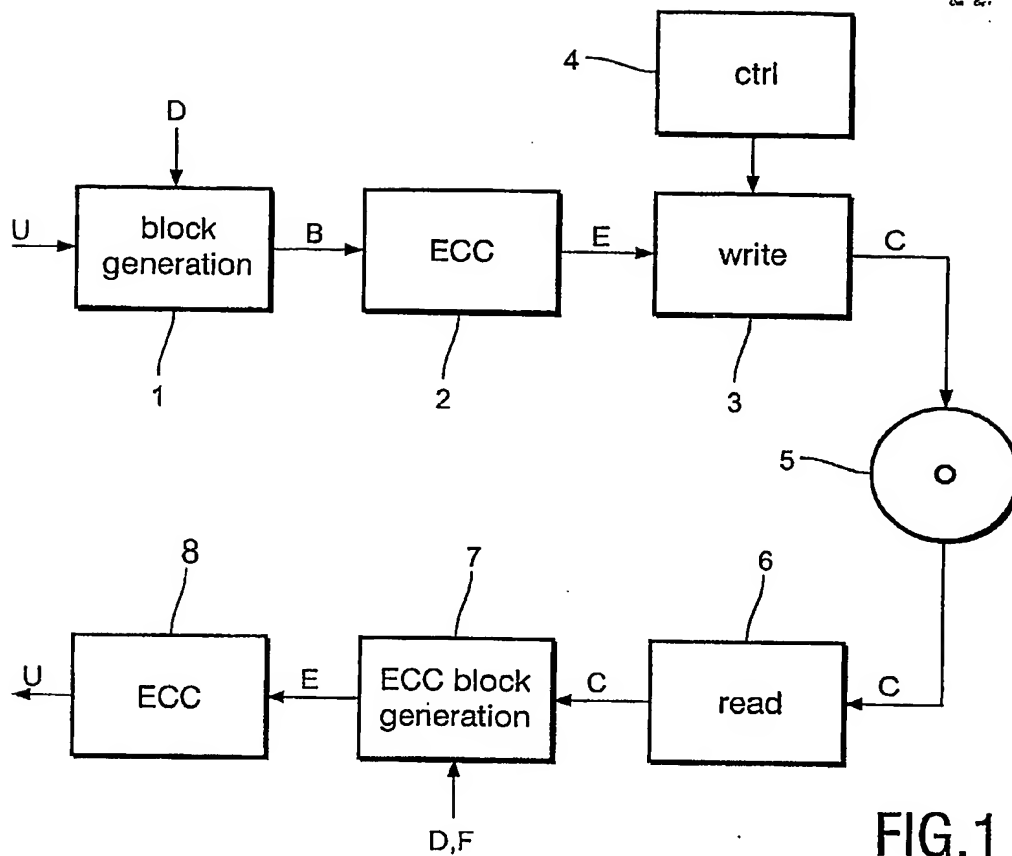 4
ctrl
D
U
block
generation
B
ECC
E
write
C
1
2
3
5
8
7
6
U
ECC
E
ECC block
generation
C
read
C
D,F
FIG.1